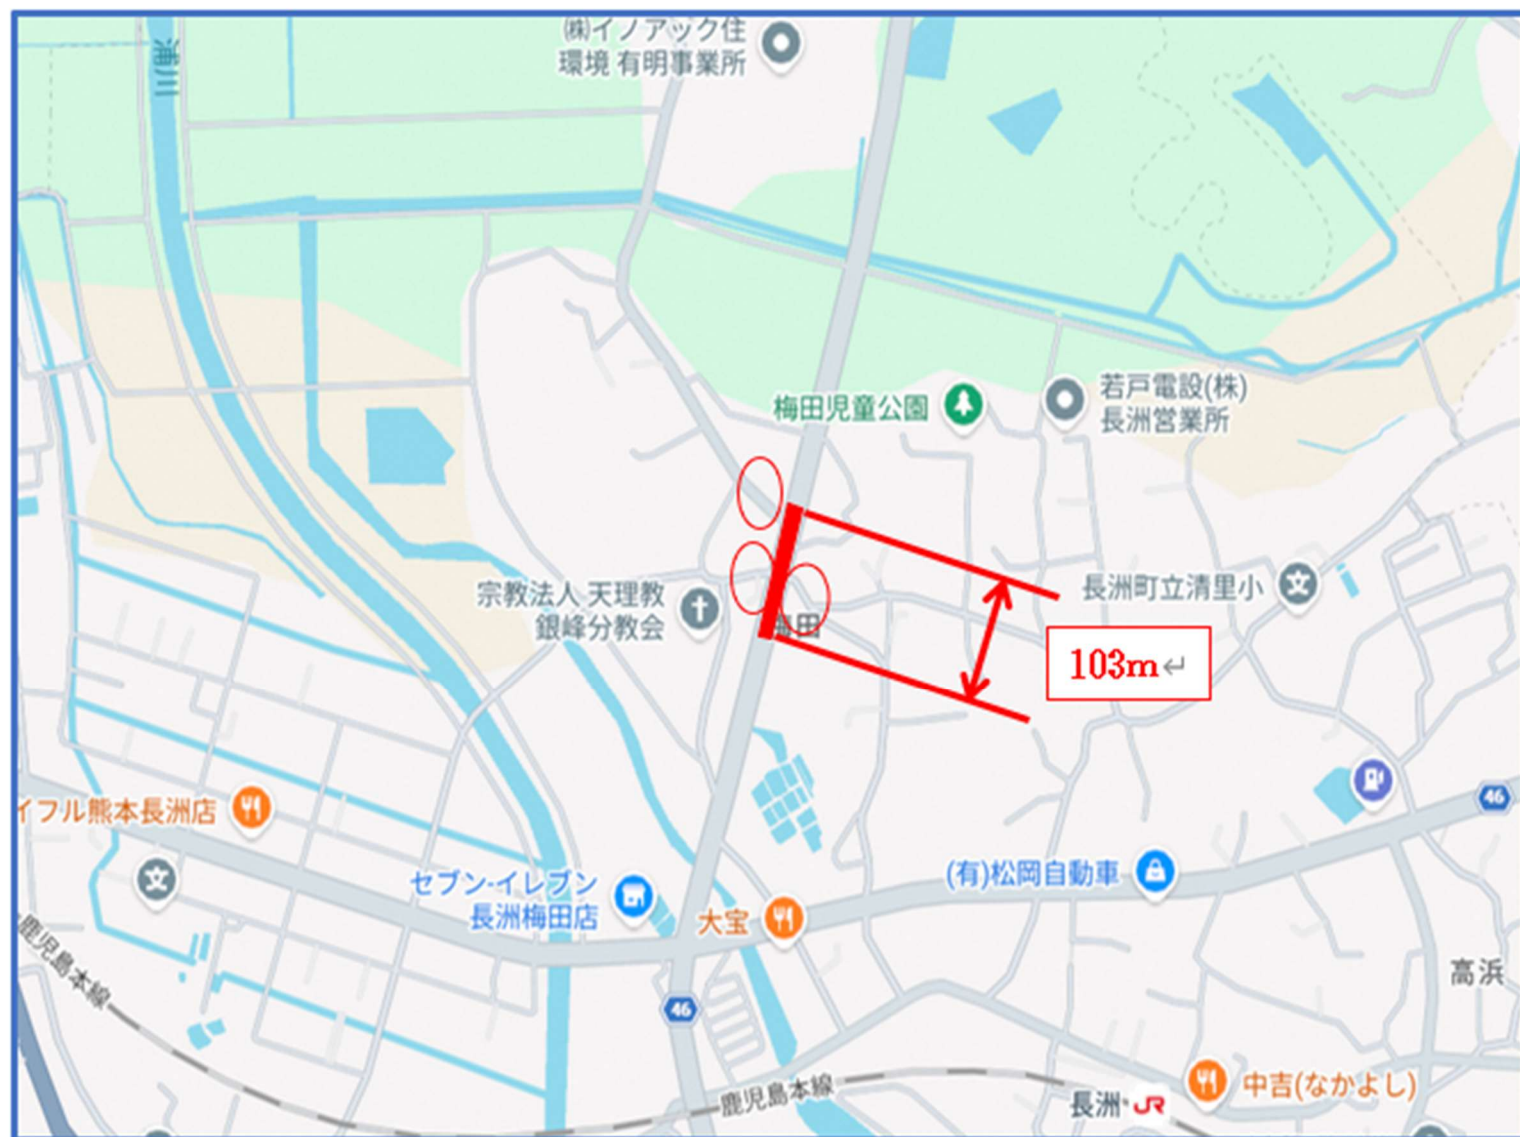 (株)イノアック住
環境 有明事業所
浦川
梅田児童公園
若戸電設(株)
長洲営業所
宗教法人 天理教
銀峰分教会
長洲町立清里小
梅田
103m↵
イフル熊本長洲店
46
セブン-イレブン
長洲梅田店
(有)松岡自動車
大宝
鹿児島本線
高浜
46
鹿児島本線
中吉(なかよし)
長洲
JR